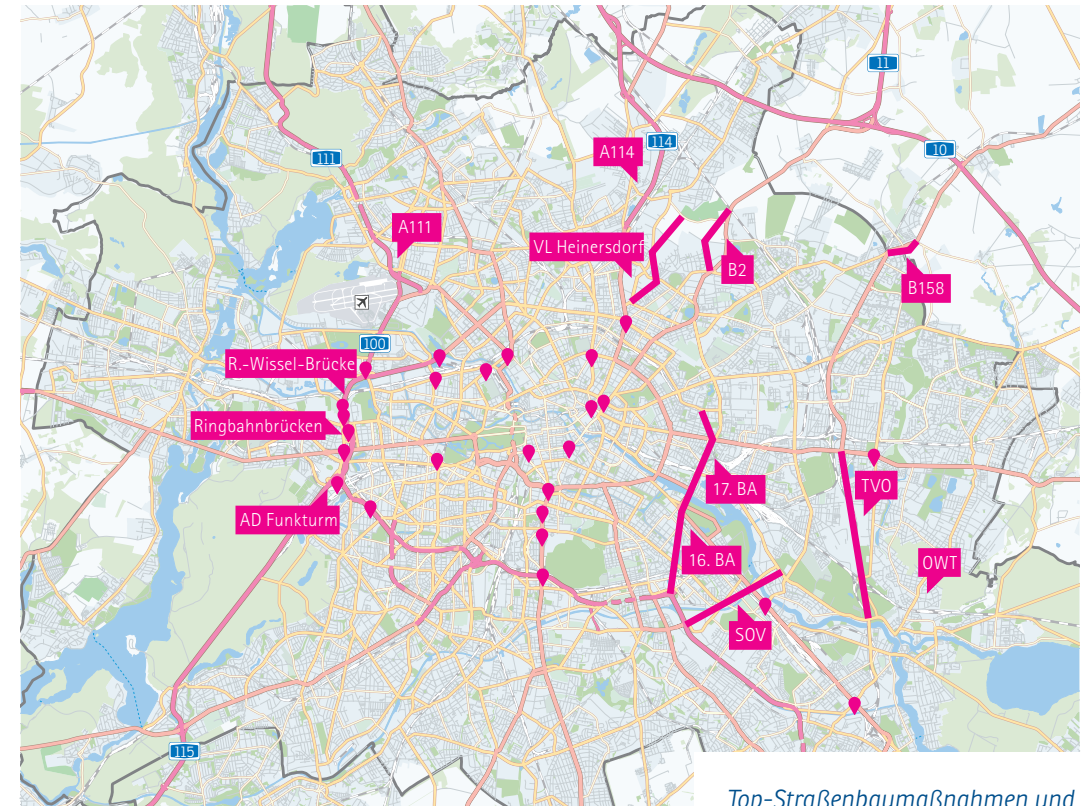 11
111
114
10
A114
A111
VL Heinersdorf
B2
B158
100
R.-Wissel-Brücke
Ringbahnbrücken
17. BA
TVO
AD Funkturm
16. BA
OWT
SOV
115
Top-Straßenbaumaßnahmen und